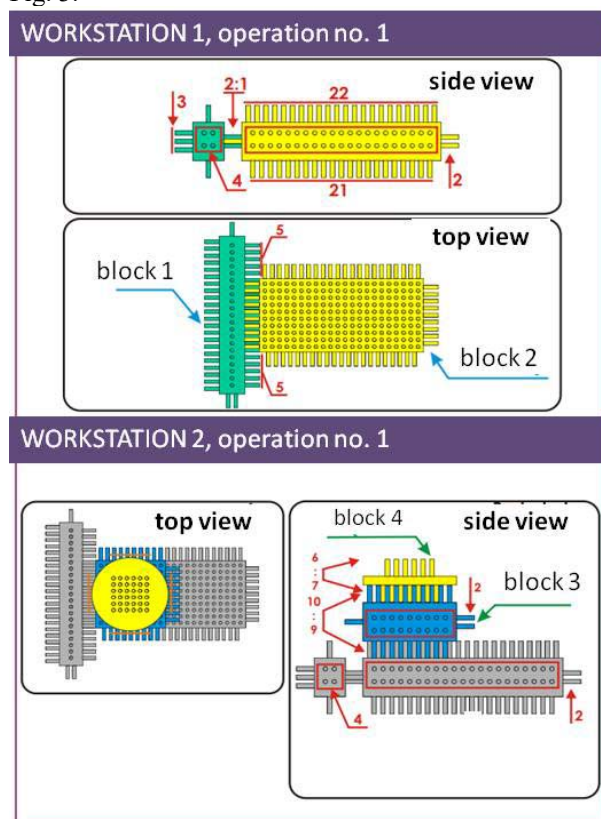 WORKSTATION 1, operation no. 1
side view
3
2:1
22
4
21
2
top view
5
block 1
block 2
5
WORKSTATION 2, operation no. 1
top view
side view
block 4
6
:
7
10
:
9
2
block 3
4
2